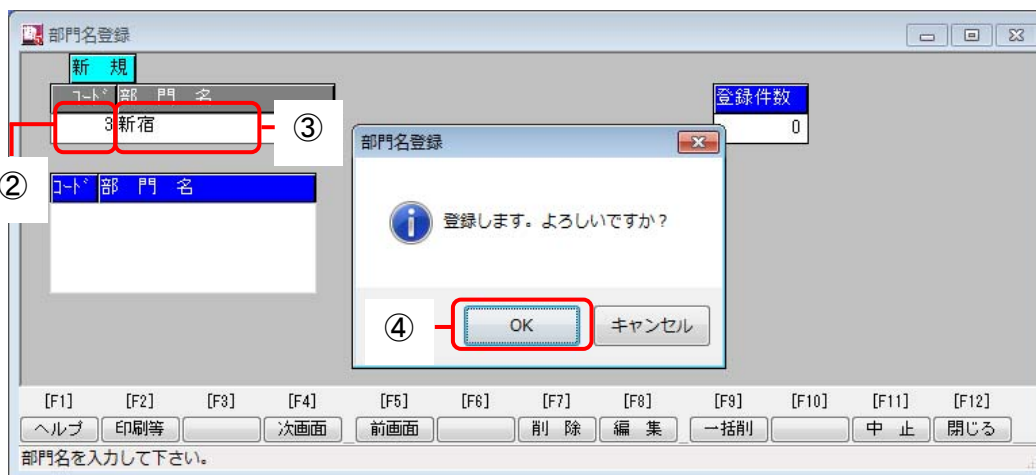 部門名登録
新 規
コード 部 門 名
3 新宿
③
登録件数
0
②
コード 部 門 名
部門名登録
登録します。よろしいですか?
④
OK キャンセル
[F1] [F2] [F3] [F4] [F5] [F6] [F7] [F8] [F9] [F10] [F11] [F12]
ヘルプ 印刷等 次画面 前画面 削 除 編 集 一括削 中 止 閉じる
部門名を入力して下さい。